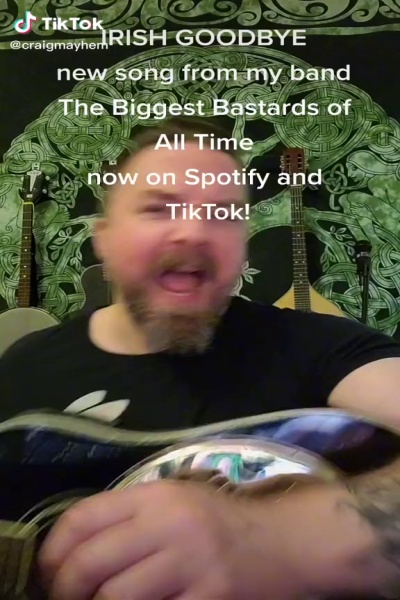 TikTok
@craigmayhem
IRISH GOODBYE
new song from my band
The Biggest Bastards of
All Time
now on Spotify and
TikTok!